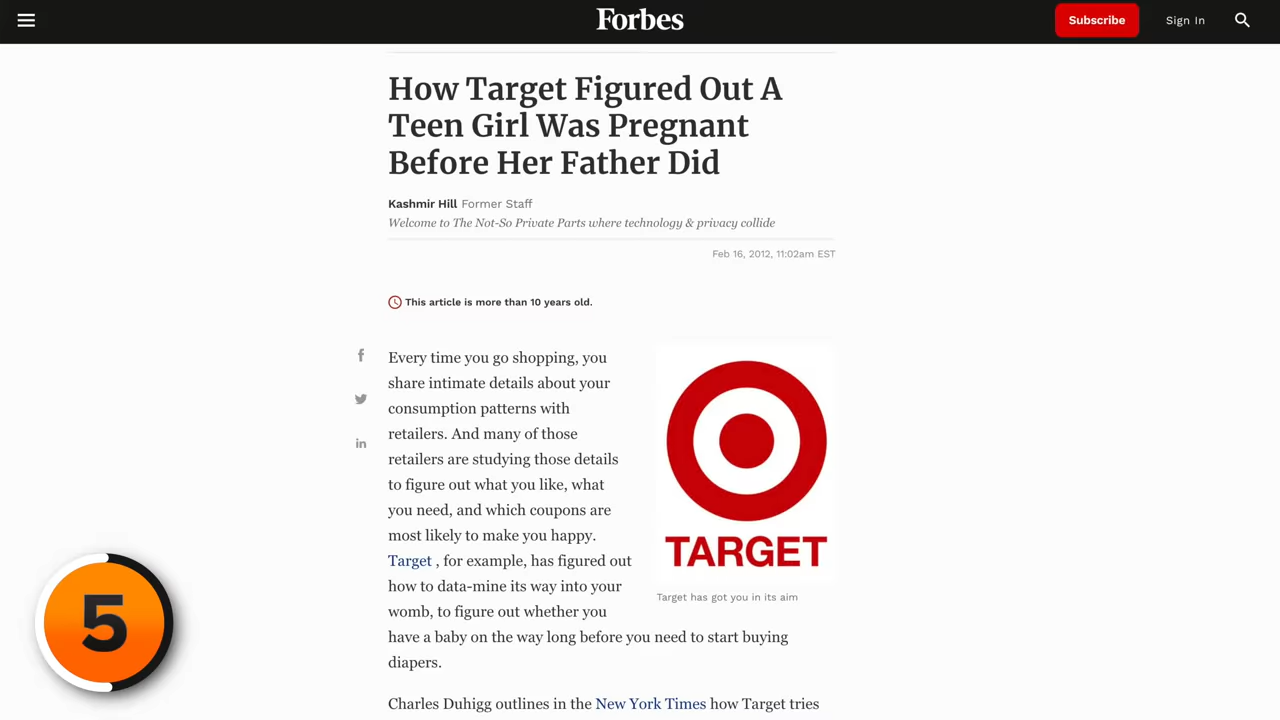 Forbes
Subscribe
Sign In
How Target Figured Out A
Teen Girl Was Pregnant
Before Her Father Did
Kashmir Hill Former Staff
Welcome to The Not-So Private Parts where technology & privacy collide
Feb 16, 2012, 11:02am EST
This article is more than 10 years old.
Every time you go shopping, you
share intimate details about your
consumption patterns with
retailers. And many of those
retailers are studying those details
to figure out what you like, what
you need, and which coupons are
most likely to make you happy.
Target , for example, has figured out
how to data-mine its way into your
womb, to figure out whether you
have a baby on the way long before you need to start buying
diapers.
TARGET
Target has got you in its aim
Charles Duhigg outlines in the New York Times how Target tries
5